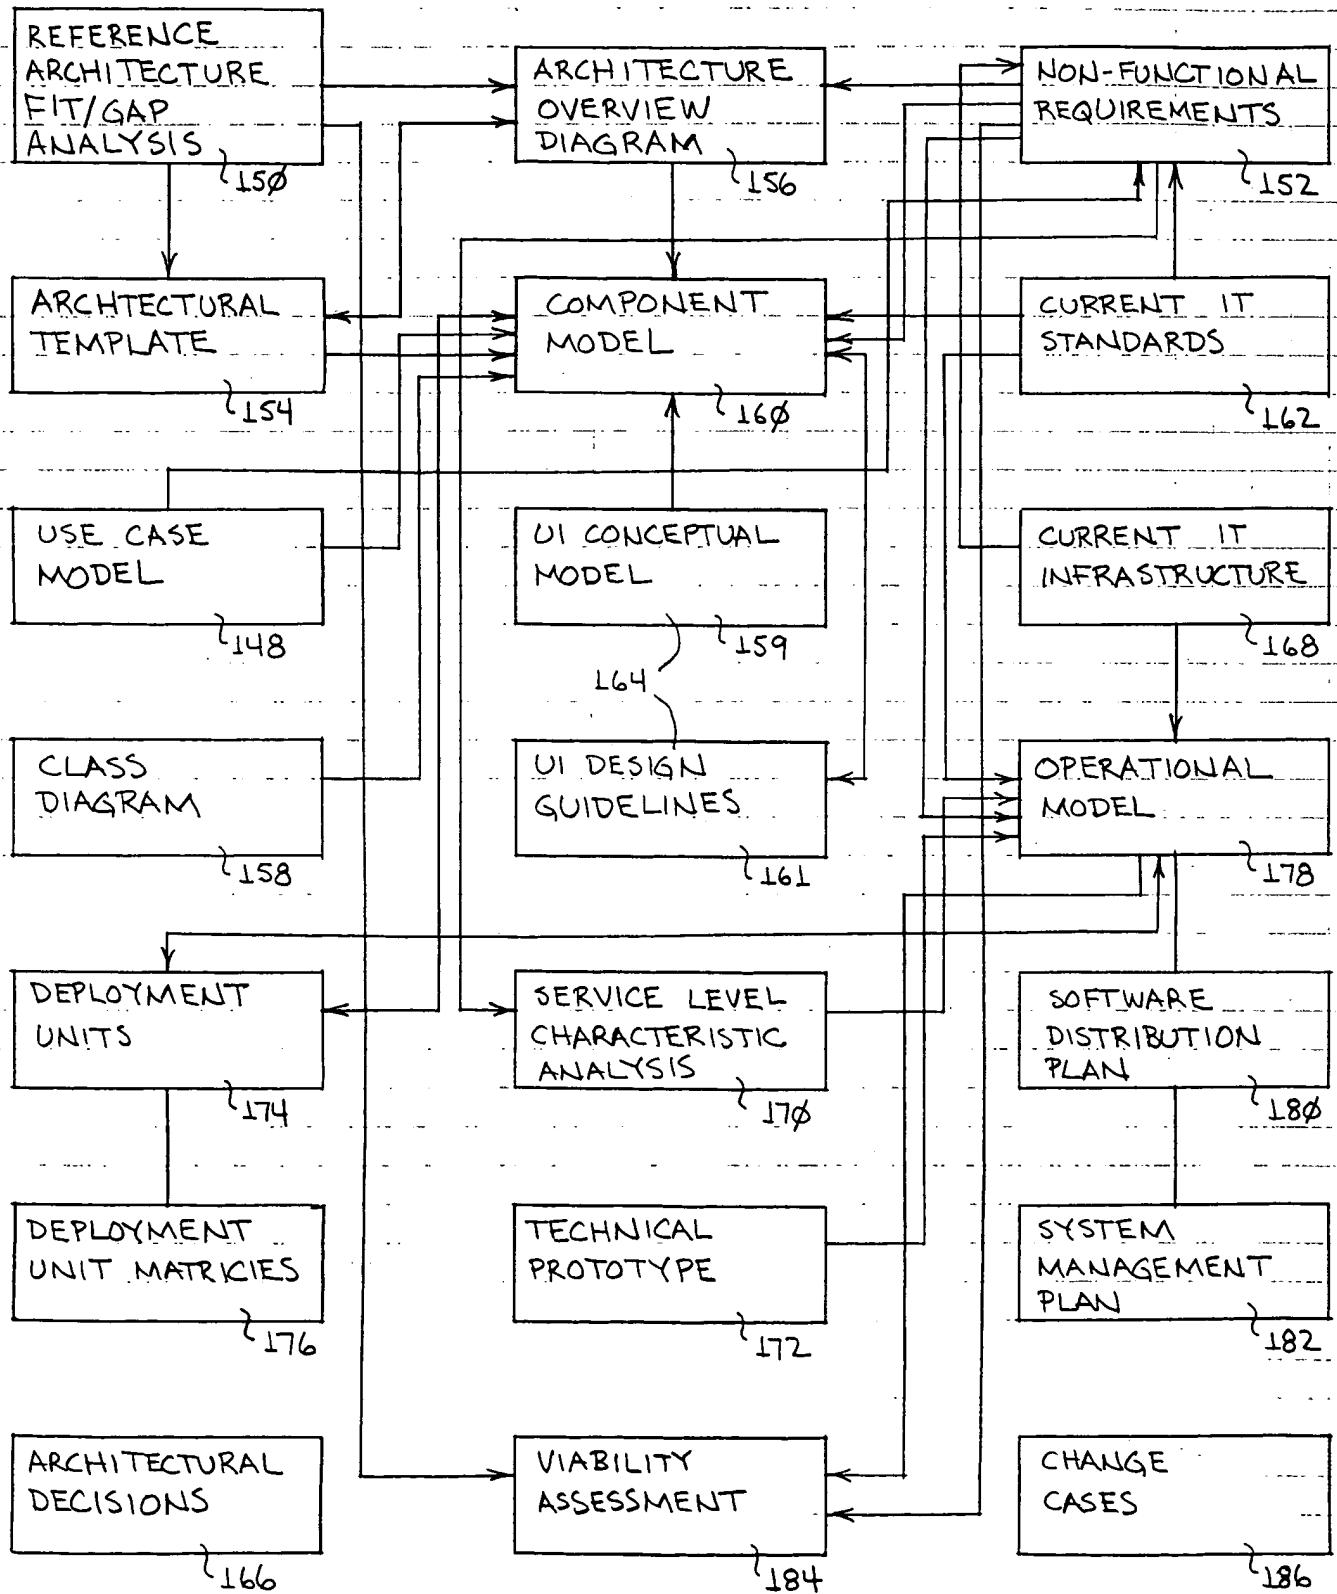 REFERENCE
ARCHITECTURE
FIT/GAP
ANALYSIS
150
ARCHITECTURE
OVERVIEW
DIAGRAM
156
NON-FUNCTIONAL
REQUIREMENTS
152
ARCHTECTURAL
TEMPLATE
154
COMPONENT
MODEL
160
CURRENT IT
STANDARDS
162
USE CASE
MODEL
148
UI CONCEPTUAL
MODEL
159
CURRENT IT
INFRASTRUCTURE
168
164
CLASS
DIAGRAM
158
UI DESIGN
GUIDELINES
161
OPERATIONAL
MODEL
178
DEPLOYMENT
UNITS
174
SERVICE LEVEL
CHARACTERISTIC
ANALYSIS
170
SOFTWARE
DISTRIBUTION
PLAN
180
DEPLOYMENT
UNIT MATRICIES
176
TECHNICAL
PROTOTYPE
172
SYSTEM
MANAGEMENT
PLAN
182
ARCHITECTURAL
DECISIONS
166
VIABILITY
ASSESSMENT
184
CHANGE
CASES
186